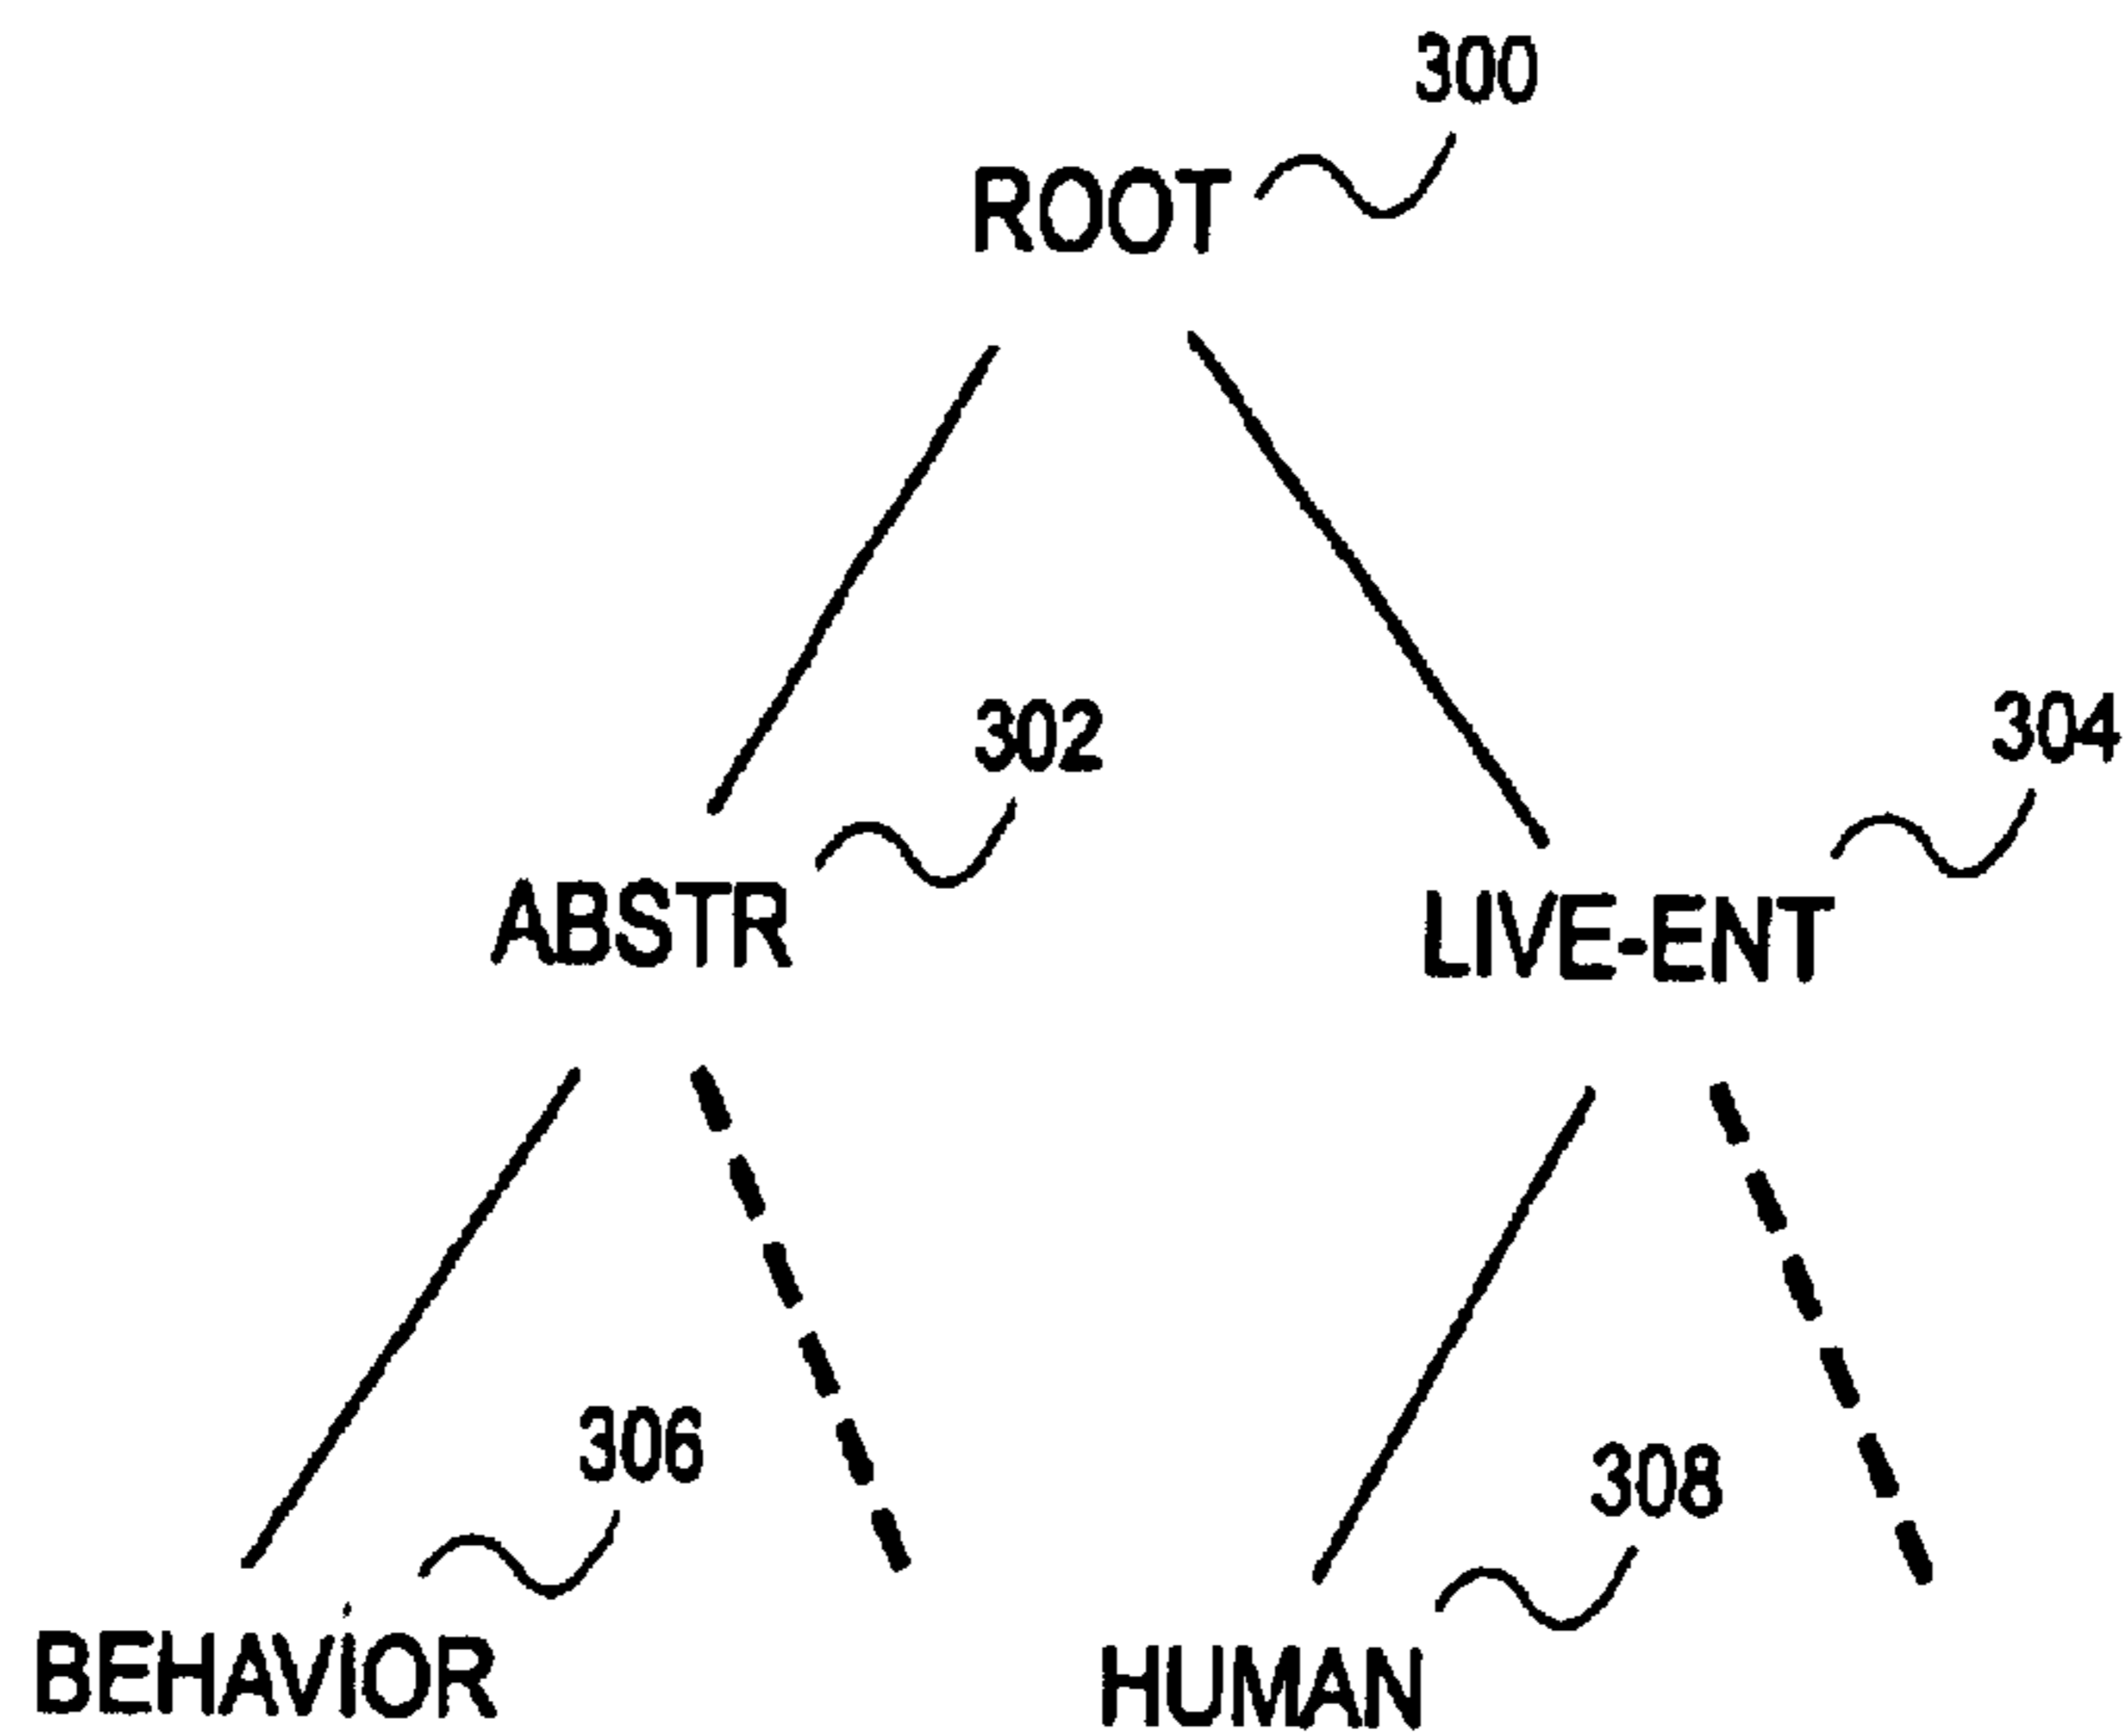 300
ROOT
302
304
ABSTR
LIVE-ENT
306
308
BEHAVIOR
HUMAN